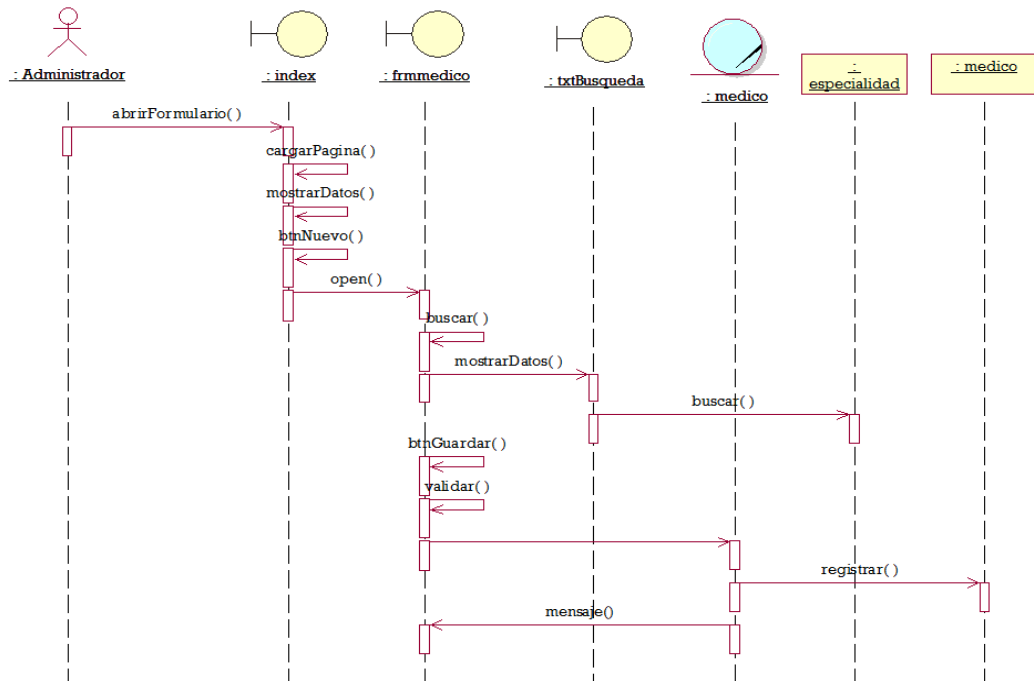 : Administrador
: index
: frmmedico
: txtBusqueda
: medico
:
especialidad
: medico
abrirFormulario( )
cargarPagina( )
mostrarDatos( )
btnNuevo( )
open( )
buscar( )
mostrarDatos( )
buscar( )
btnGuardar( )
validar( )
registrar( )
mensaje()